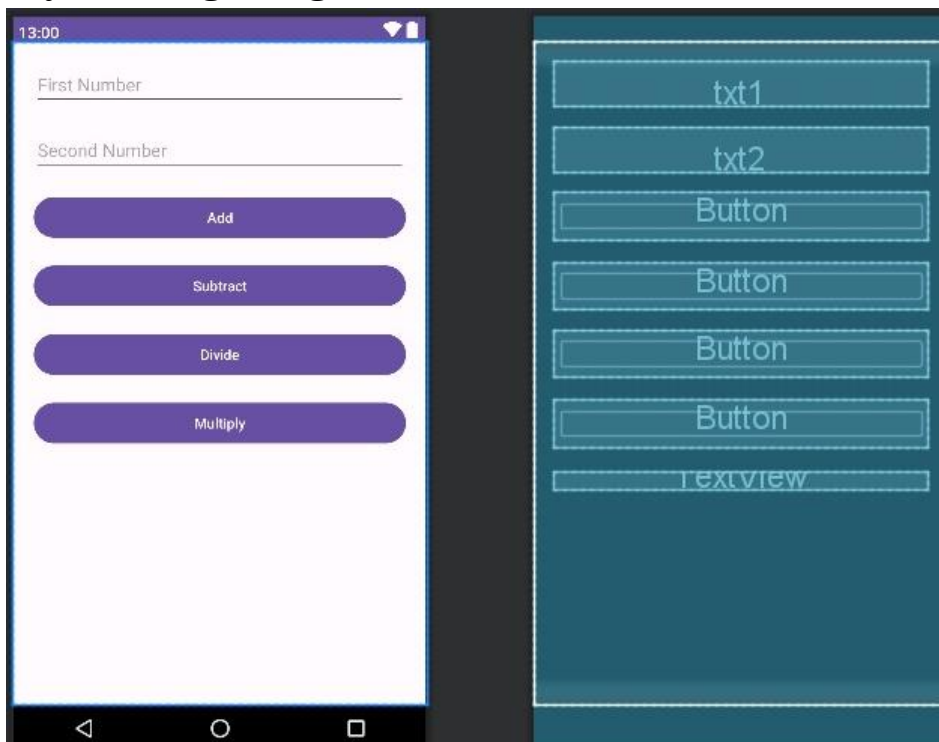 13:00
First Number
Second Number
Add
Subtract
Divide
Multiply
txt1
txt2
Button
Button
Button
Button
TextView